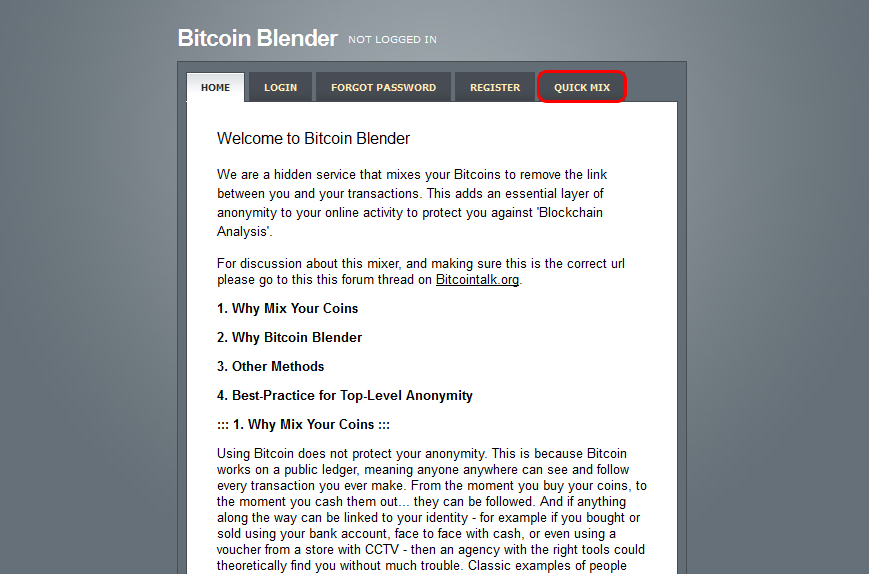 Bitcoin Blender NOT LOGGED IN
HOME LOGIN FORGOT PASSWORD REGISTER QUICK MIX
Welcome to Bitcoin Blender
We are a hidden service that mixes your Bitcoins to remove the link
between you and your transactions. This adds an essential layer of
anonymity to your online activity to protect you against 'Blockchain
Analysis'.
For discussion about this mixer, and making sure this is the correct url
please go to this this forum thread on Bitcointalk.org.
1. Why Mix Your Coins
2. Why Bitcoin Blender
3. Other Methods
4. Best-Practice for Top-Level Anonymity
::: 1. Why Mix Your Coins :::
Using Bitcoin does not protect your anonymity. This is because Bitcoin
works on a public ledger, meaning anyone anywhere can see and follow
every transaction you ever make. From the moment you buy your coins, to
the moment you cash them out... they can be followed. And if anything
along the way can be linked to your identity - for example if you bought or
sold using your bank account, face to face with cash, or even using a
voucher from a store with CCTV - then an agency with the right tools could
theoretically find you without much trouble. Classic examples of people